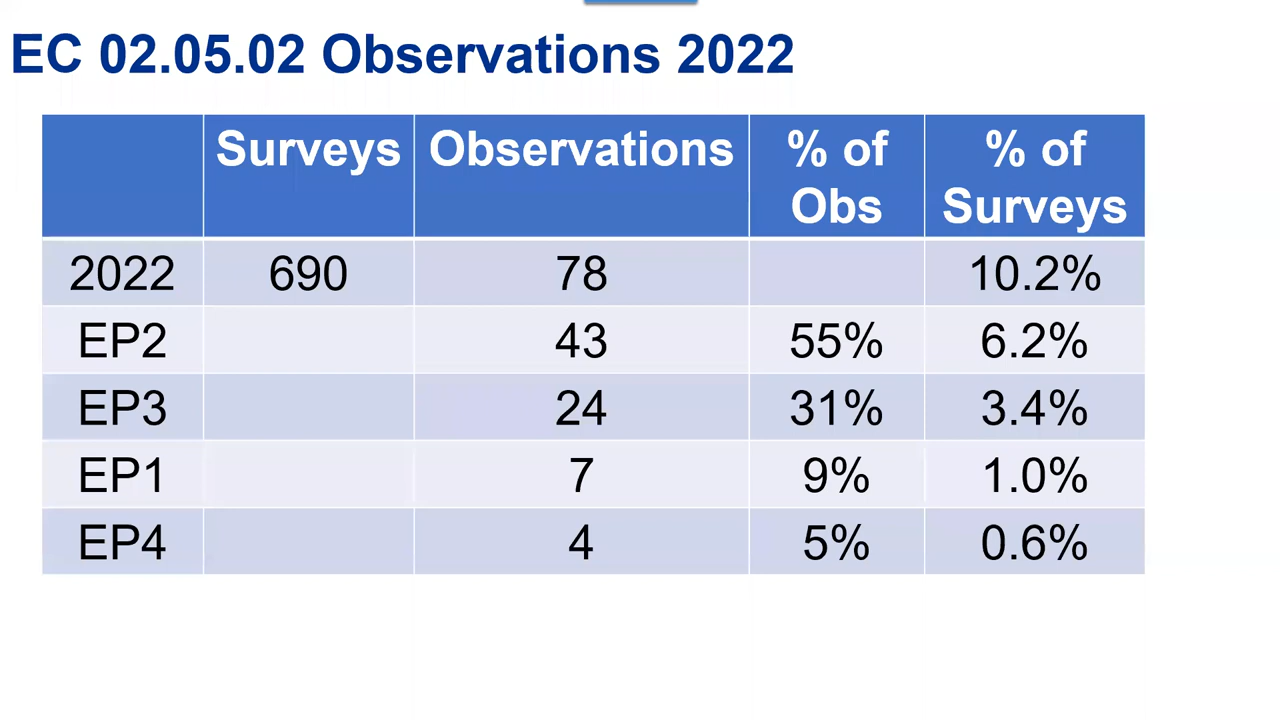 EC 02.05.02 Observations 2022
Surveys Observations % of Obs % of Surveys
2022 690 78 10.2%
EP2 43 55% 6.2%
EP3 24 31% 3.4%
EP1 7 9% 1.0%
EP4 4 5% 0.6%